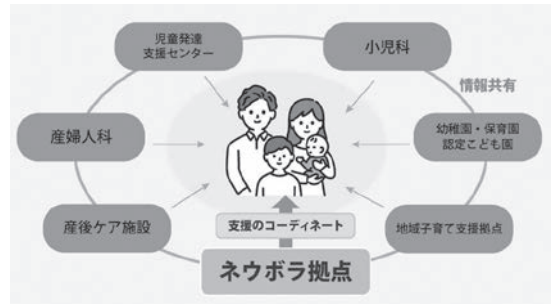 児童発達
支援センター
小児科
情報共有
産婦人科
幼稚園・保育園
認定こども園
産後ケア施設
支援のコーディネート
地域子育て支援拠点
ネウボラ拠点